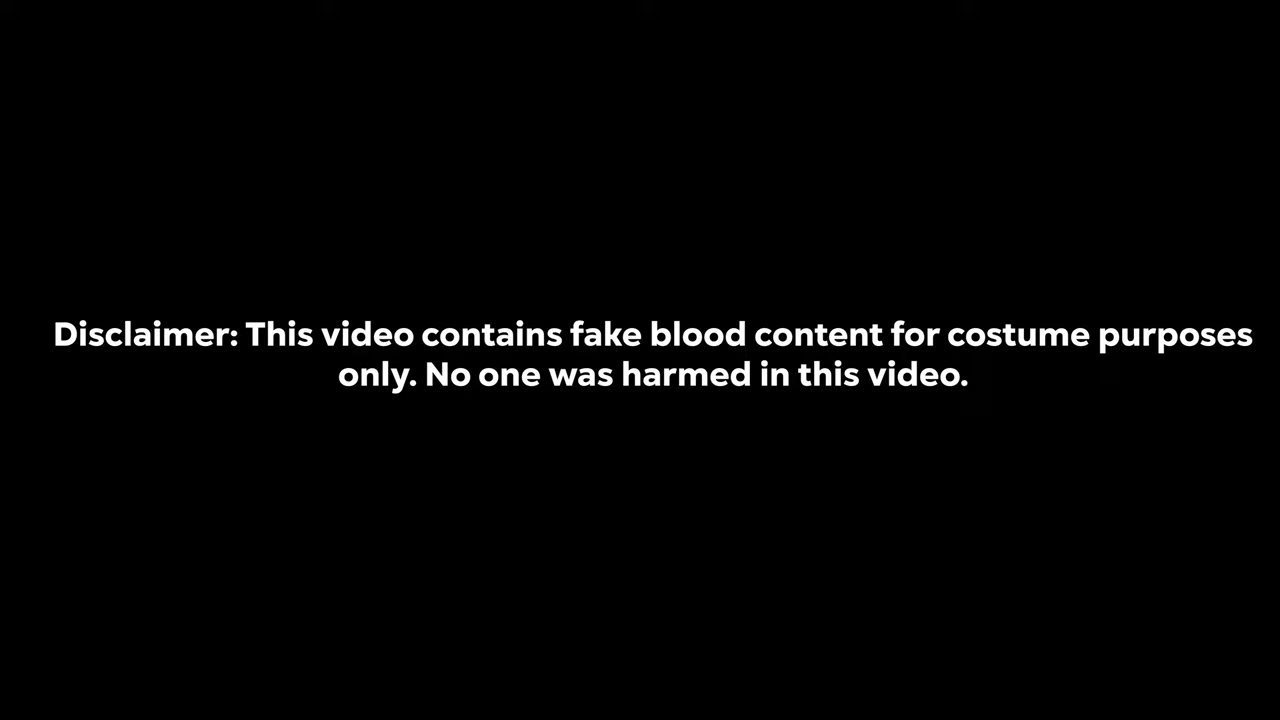 Disclaimer: This video contains fake blood content for costume purposes
only. No one was harmed in this video.